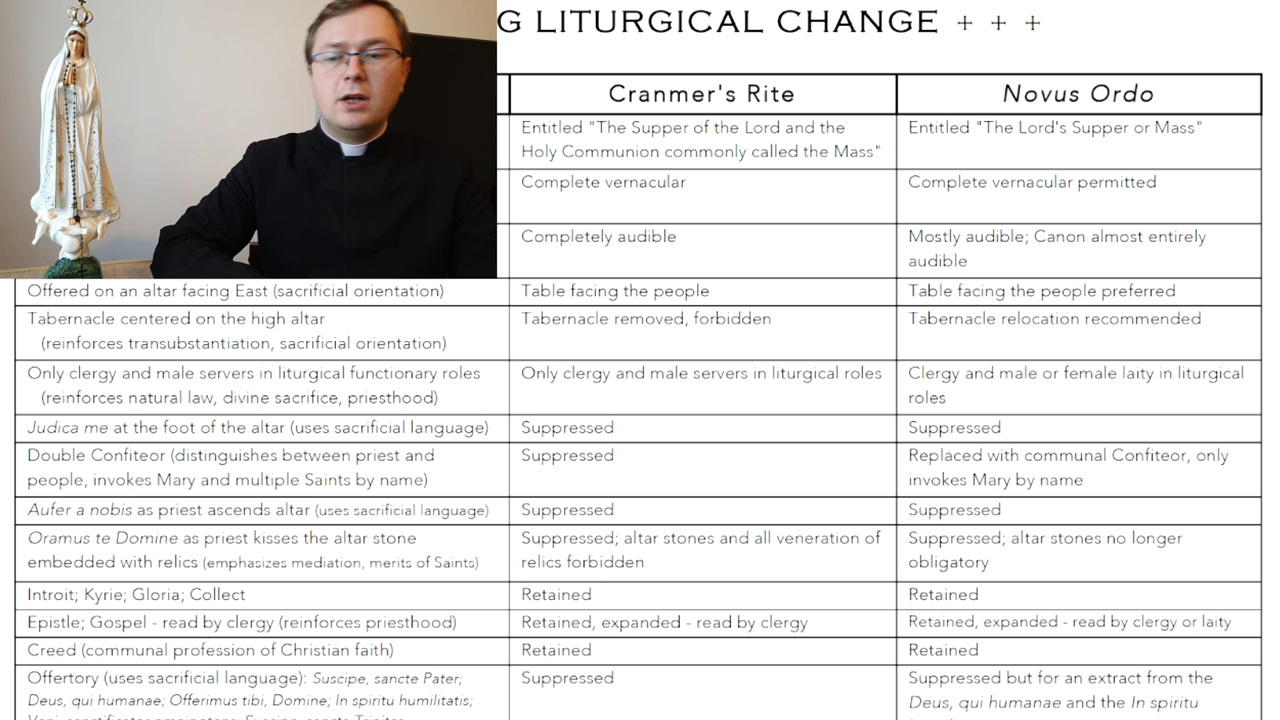 G LITURGICAL CHANGE + + +
Cranmer's Rite
Novus Ordo
Entitled "The Supper of the Lord and the
Holy Communion commonly called the Mass"
Entitled "The Lord's Supper or Mass"
Complete vernacular
Complete vernacular permitted
Completely audible
Mostly audible; Canon almost entirely
audible
Offered on an altar facing East (sacrificial orientation)
Table facing the people
Table facing the people preferred
Tabernacle centered on the high altar
(reinforces transubstantiation, sacrificial orientation)
Tabernacle removed, forbidden
Tabernacle relocation recommended
Only clergy and male servers in liturgical functionary roles
(reinforces natural law, divine sacrifice, priesthood)
Only clergy and male servers in liturgical roles
Clergy and male or female laity in liturgical
roles
Judica me at the foot of the altar (uses sacrificial language)
Suppressed
Suppressed
Double Confiteor (distinguishes between priest and
people, invokes Mary and multiple Saints by name)
Suppressed
Replaced with communal Confiteor, only
invokes Mary by name
Aufer a nobis as priest ascends altar (uses sacrificial language)
Suppressed
Suppressed
Oramus te Domine as priest kisses the altar stone
embedded with relics (emphasizes mediation, merits of Saints)
Suppressed; altar stones and all veneration of
relics forbidden
Suppressed; altar stones no longer
obligatory
Introit; Kyrie; Gloria; Collect
Retained
Retained
Epistle; Gospel - read by clergy (reinforces priesthood)
Retained, expanded - read by clergy
Retained, expanded - read by clergy or laity
Creed (communal profession of Christian faith)
Retained
Retained
Offertory (uses sacrificial language): Suscipe, sancte Pater;
Deus, qui humanae; Offerimus tibi, Domine; In spiritu humilitatis;
Suppressed
Suppressed but for an extract from the
Deus, qui humanae and the In spiritu